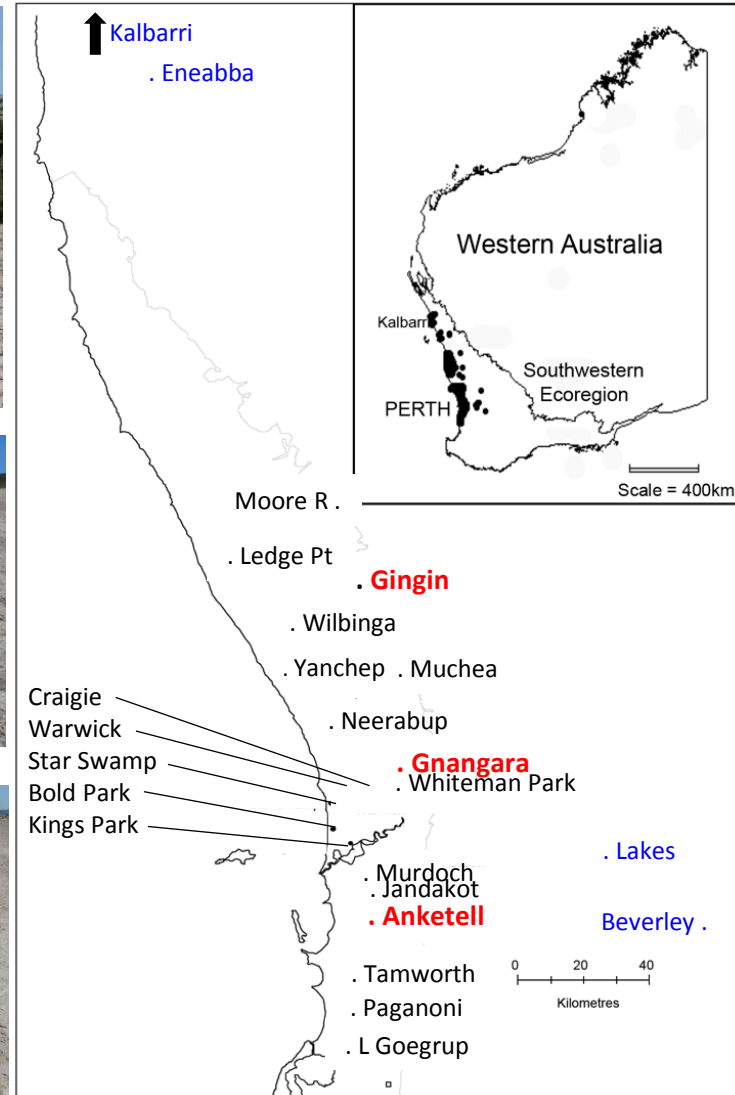 Kalbarri
. Eneabba
Western Australia
Kalbarri
Southwestern
Ecoregion
PERTH
Scale = 400km
Moore R .
. Ledge Pt
. Gingin
. Wilbinga
. Yanchep
. Muchea
Craigie
. Neerabup
Warwick
Star Swamp
. Gnangara
. Whiteman Park
Bold Park
Kings Park
. Lakes
. Murdoch
. Jandakot
. Anketell
Beverley .
0 20 40
Kilometres
. Tamworth
. Paganoni
. L Goegrup